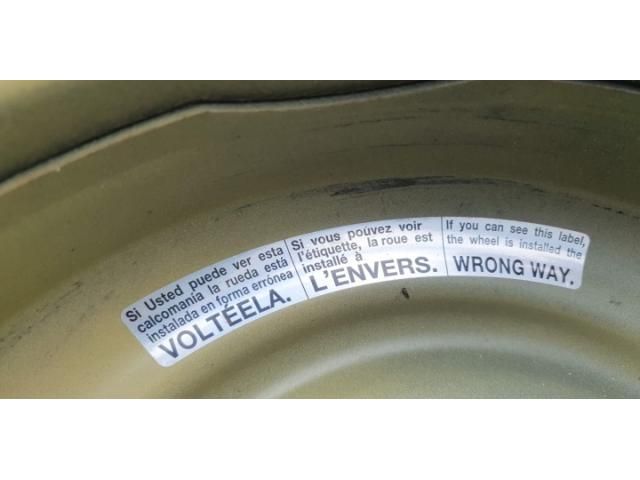 Si Usted puede ver esta
calcomania la rueda está
instalada en forma errónea
VOLTÉELA.
Si vous pouvez voir
l'étiquette, la roue est
installé à
L'ENVERS.
If you can see this label,
the wheel is installed the
WRONG WAY.